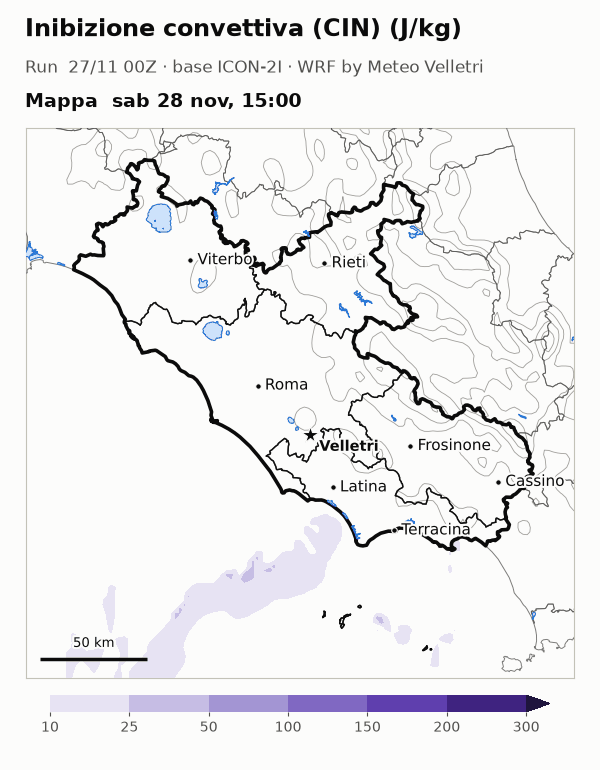 Inibizione convettiva (CIN) (J/kg)
Run  27/11 00Z · base ICON-2I · WRF by Meteo Velletri
Mappa  sab 28 nov, 15:00
Viterbo
Rieti
Roma
Velletri
Frosinone
Cassino
Latina
Terracina
50 km
10 25 50 100 150 200 300